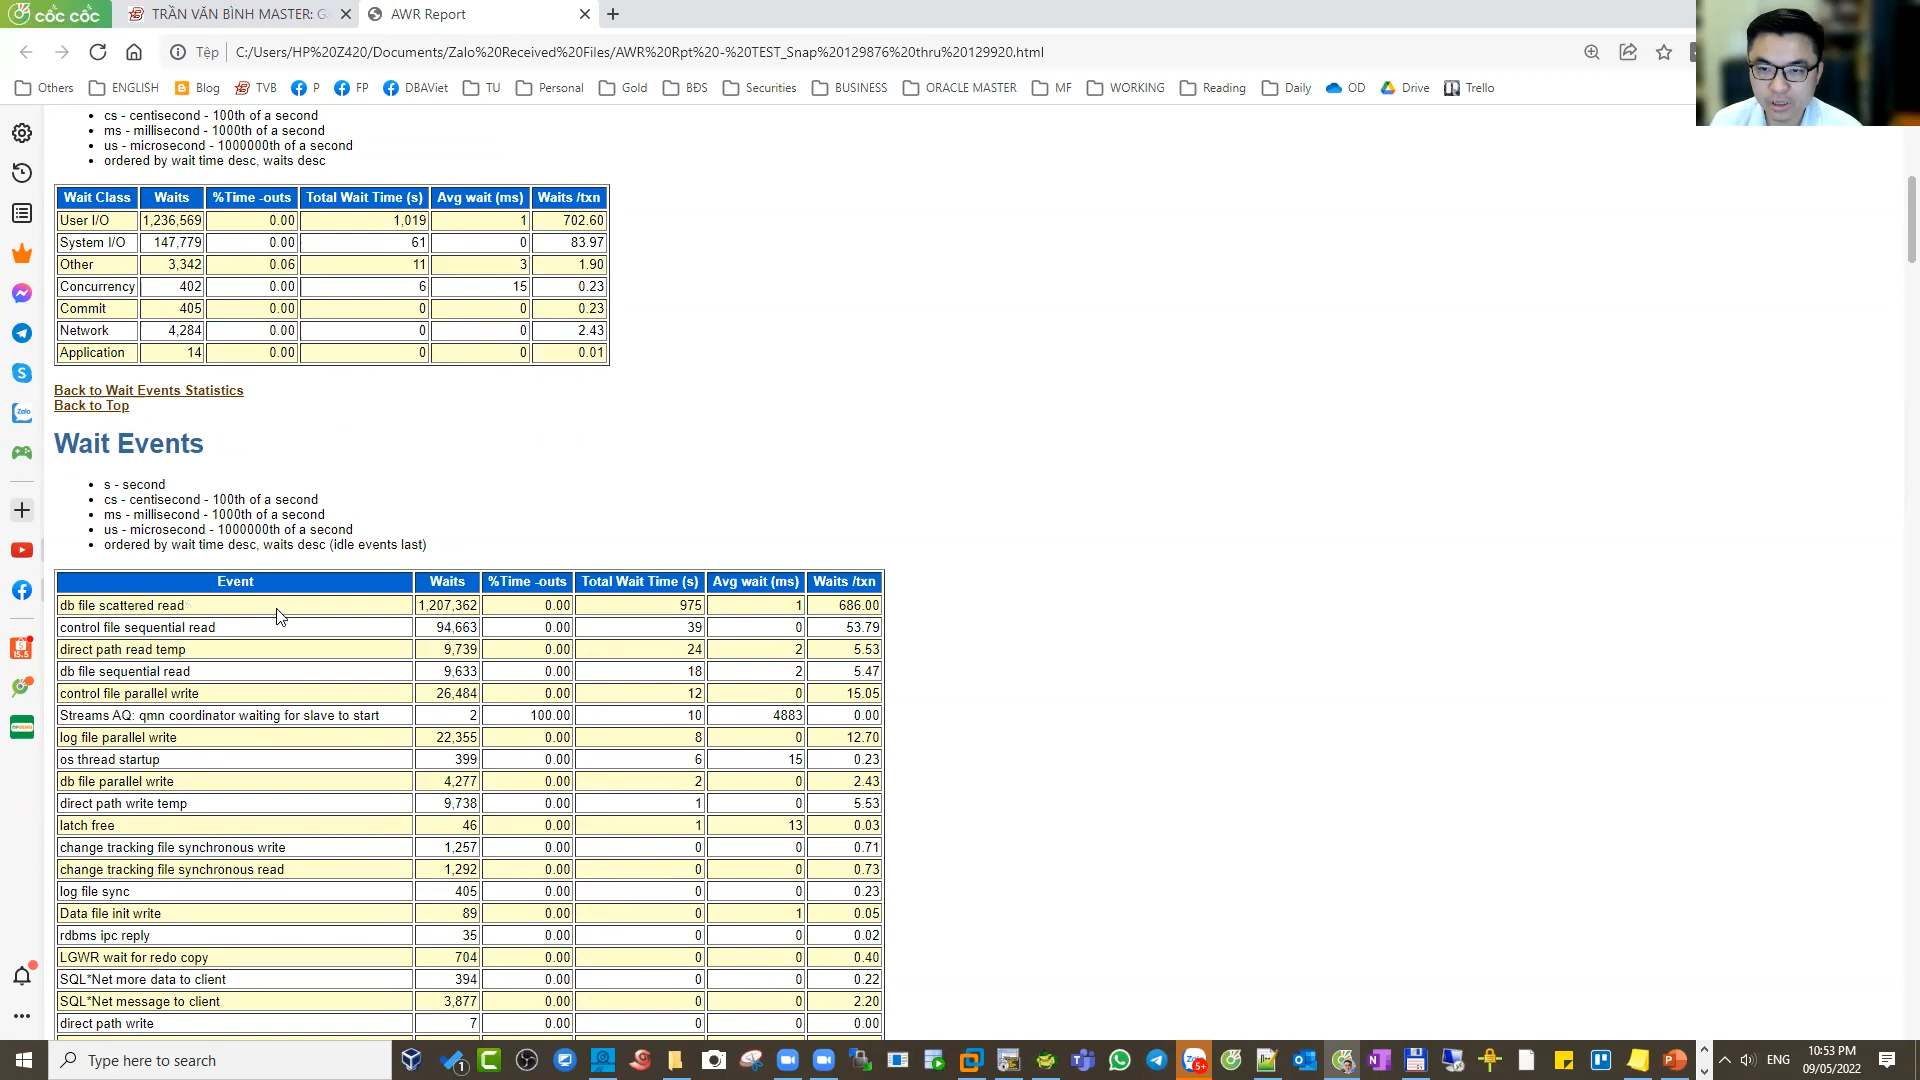 cốc cốc
TRẦN VĂN BÌNH MASTER: G
AWR Report
Tệp
C:/Users/HP%20Z420/Documents/Zalo%20Received%20Files/AWR%20Rpt%20-%20TEST_Snap%20129876%20thru%20129920.html
Others ENGLISH Blog TVB P FP DBAViet TU Personal Gold BĐS Securities BUSINESS ORACLE MASTER MF WORKING Reading Daily OD Drive Trello
cs - centisecond - 100th of a second
ms - millisecond - 1000th of a second
us - microsecond - 1000000th of a second
ordered by wait time desc, waits desc
Wait Class Waits %Time -outs Total Wait Time (s) Avg wait (ms) Waits /txn
User I/O 1,236,569 0.00 1,019 1 702.60
System I/O 147,779 0.00 61 0 83.97
Other 3,342 0.06 11 3 1.90
Concurrency 402 0.00 6 15 0.23
Commit 405 0.00 0 0 0.23
Network 4,284 0.00 0 0 2.43
Application 14 0.00 0 0 0.01
Back to Wait Events Statistics
Back to Top
Wait Events
s - second
cs - centisecond - 100th of a second
ms - millisecond - 1000th of a second
us - microsecond - 1000000th of a second
ordered by wait time desc, waits desc (idle events last)
Event Waits %Time -outs Total Wait Time (s) Avg wait (ms) Waits /txn
db file scattered read 1,207,362 0.00 975 1 686.00
control file sequential read 94,663 0.00 39 0 53.79
direct path read temp 9,739 0.00 24 2 5.53
db file sequential read 9,633 0.00 18 2 5.47
control file parallel write 26,484 0.00 12 0 15.05
Streams AQ: qmn coordinator waiting for slave to start 2 100.00 10 4883 0.00
log file parallel write 22,355 0.00 8 0 12.70
os thread startup 399 0.00 6 15 0.23
db file parallel write 4,277 0.00 2 0 2.43
direct path write temp 9,738 0.00 1 0 5.53
latch free 46 0.00 1 13 0.03
change tracking file synchronous write 1,257 0.00 0 0 0.71
change tracking file synchronous read 1,292 0.00 0 0 0.73
log file sync 405 0.00 0 0 0.23
Data file init write 89 0.00 0 1 0.05
rdbms ipc reply 35 0.00 0 0 0.02
LGWR wait for redo copy 704 0.00 0 0 0.40
SQL*Net more data to client 394 0.00 0 0 0.22
SQL*Net message to client 3,877 0.00 0 0 2.20
direct path write 7 0.00 0 0 0.00
Zalo
15.5
Type here to search
1
5+
ENG
10:53 PM
09/05/2022